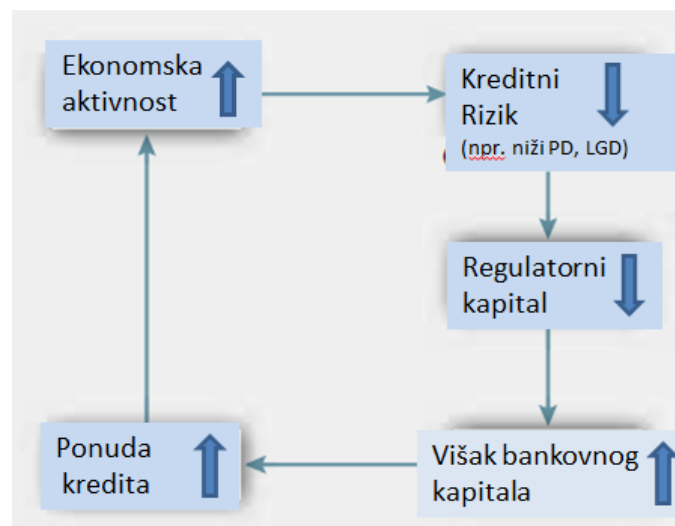 Ekonomska
aktivnost
Kreditni
Rizik
(npr. niži PD, LGD)
Regulatorni
kapital
Višak bankovnog
kapitala
Ponuda
kredita